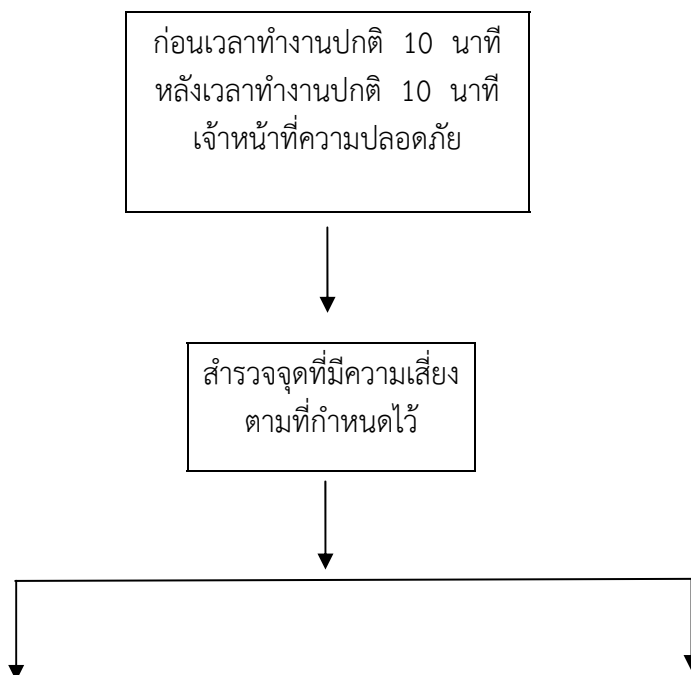 ก่อนเวลาทำงานปกติ 10 นาที
หลังเวลาทำงานปกติ 10 นาที
เจ้าหน้าที่ความปลอดภัย
สำรวจจุดที่มีความเสี่ยง
ตามที่กำหนดไว้